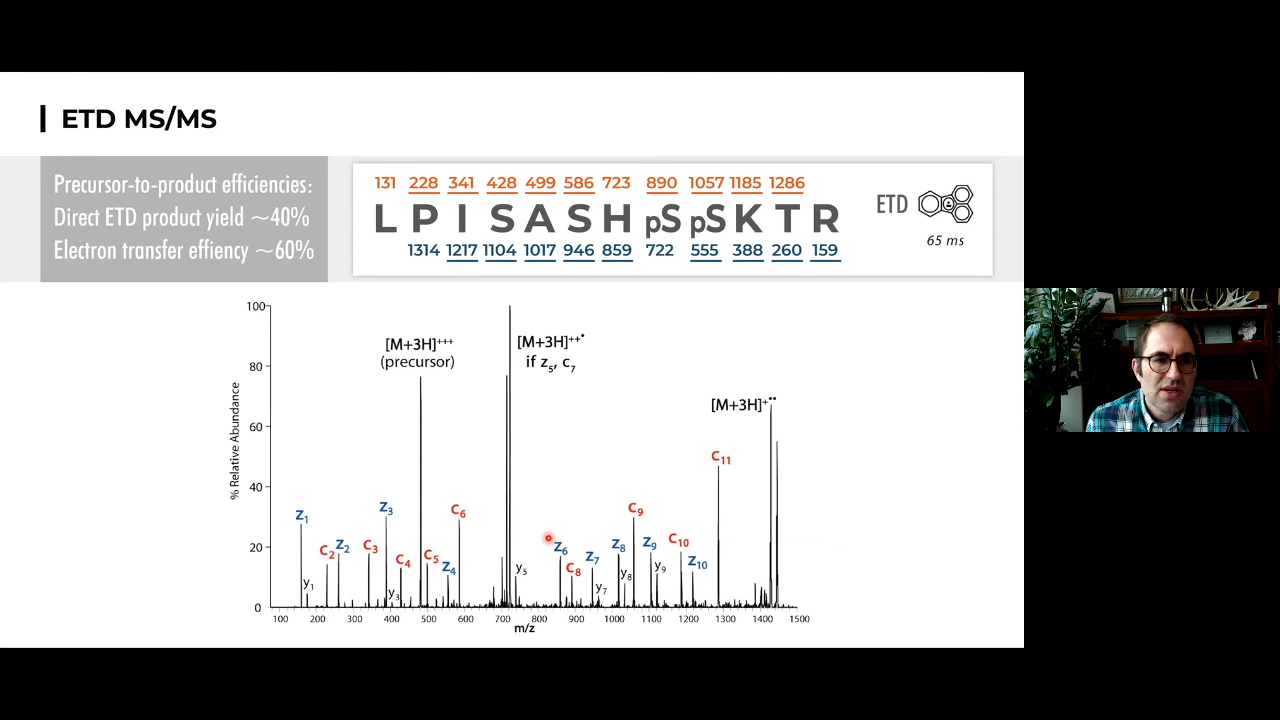 ETD MS/MS
Precursor-to-product efficiencies:
Direct ETD product yield ~40%
Electron transfer effiency ~60%
131 228 341 428 499 586 723 890 1057 1185 1286
L P I S A S H pS pS K T R
1314 1217 1104 1017 946 859 722 555 388 260 159
ETD
65 ms
% Relative Abundance
100
80
60
40
20
0
[M+3H]+++
(precursor)
[M+3H]++•
if z5, c7
[M+3H]+••
Z1
y1
C2
Z2
C3
Z3
y3
C4
C5
Z4
C6
y5
Z6
C8
Z7
y7
Z8
y8
C9
Z9
y9
C10
Z10
C11
100 200 300 400 500 600 700 800 900 1000 1100 1200 1300 1400 1500
m/z